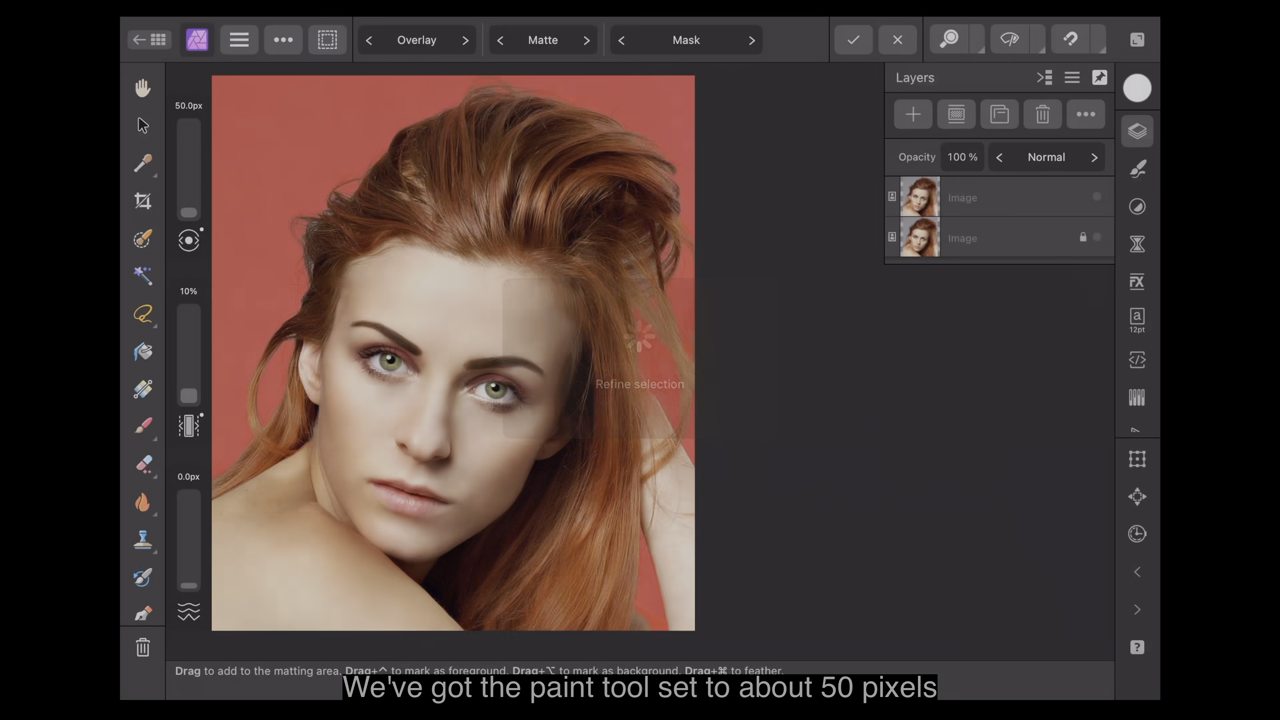 Overlay
Matte
Mask
50.0px
10%
0.0px
Refine selection
Layers
Opacity 100 % Normal
Image
Image
a
12pt
FX
?
Drag to add to the matting area. Drag+⌃ to mark as foreground. Drag+⌥ to mark as background. Drag+⌘ to feather.
We've got the paint tool set to about 50 pixels